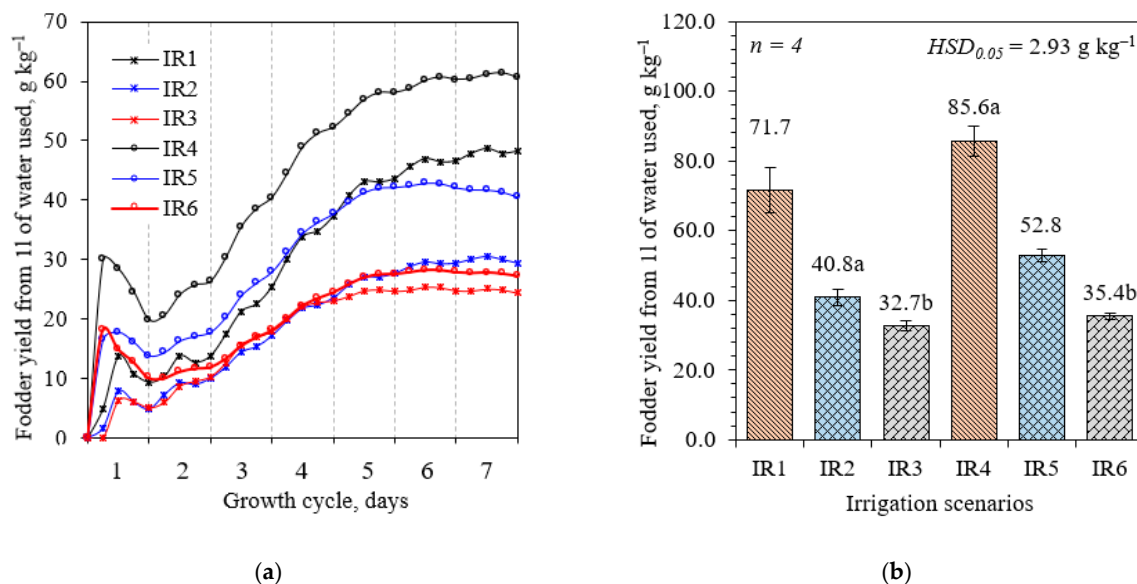 70
60
50
40
30
20
10
0
Fodder yield from 1l of water used, g kg⁻¹
IR1
IR2
IR3
IR4
IR5
IR6
1 2 3 4 5 6 7
Growth cycle, days
(a)
120.0
100.0
80.0
60.0
40.0
20.0
0.0
Fodder yield from 1l of water used, g kg⁻¹
n = 4
HSD0.05 = 2.93 g kg⁻¹
71.7
40.8a
32.7b
85.6a
52.8
35.4b
IR1 IR2 IR3 IR4 IR5 IR6
Irrigation scenarios
(b)